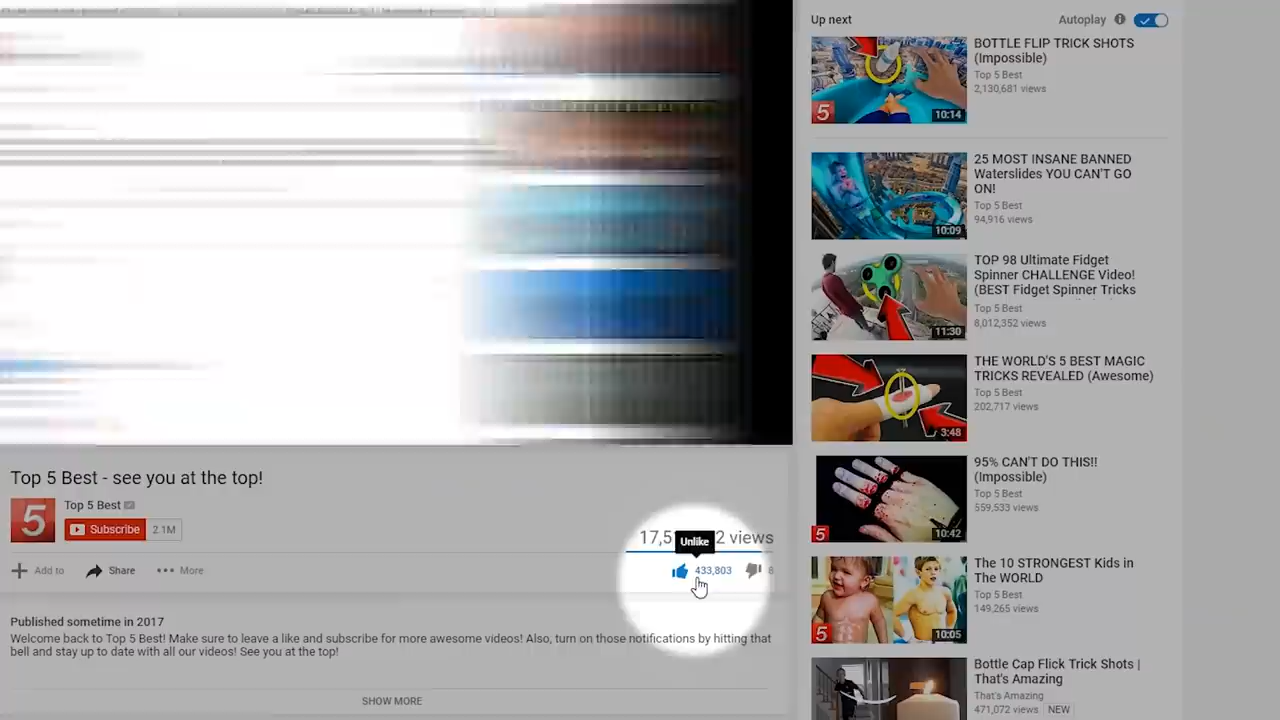 Up next
Autoplay
BOTTLE FLIP TRICK SHOTS
(Impossible)
Top 5 Best
2,130,681 views
5
10:14
25 MOST INSANE BANNED
Waterslides YOU CAN'T GO
ON!
Top 5 Best
94,916 views
10:09
TOP 98 Ultimate Fidget
Spinner CHALLENGE Video!
(BEST Fidget Spinner Tricks
Top 5 Best
8,012,352 views
11:30
THE WORLD'S 5 BEST MAGIC
TRICKS REVEALED (Awesome)
Top 5 Best
202,717 views
3:48
95% CAN'T DO THIS!!
(Impossible)
Top 5 Best
559,533 views
5
10:42
The 10 STRONGEST Kids in
The WORLD
Top 5 Best
149,265 views
5
10:05
Bottle Cap Flick Trick Shots |
That's Amazing
That's Amazing
471,072 views NEW
Top 5 Best - see you at the top!
5
Top 5 Best
Subscribe 2.1M
17,5 2 views
Unlike
Add to Share More
433,803 6
Published sometime in 2017
Welcome back to Top 5 Best! Make sure to leave a like and subscribe for more awesome videos! Also, turn on those notifications by hitting that
bell and stay up to date with all our videos! See you at the top!
SHOW MORE